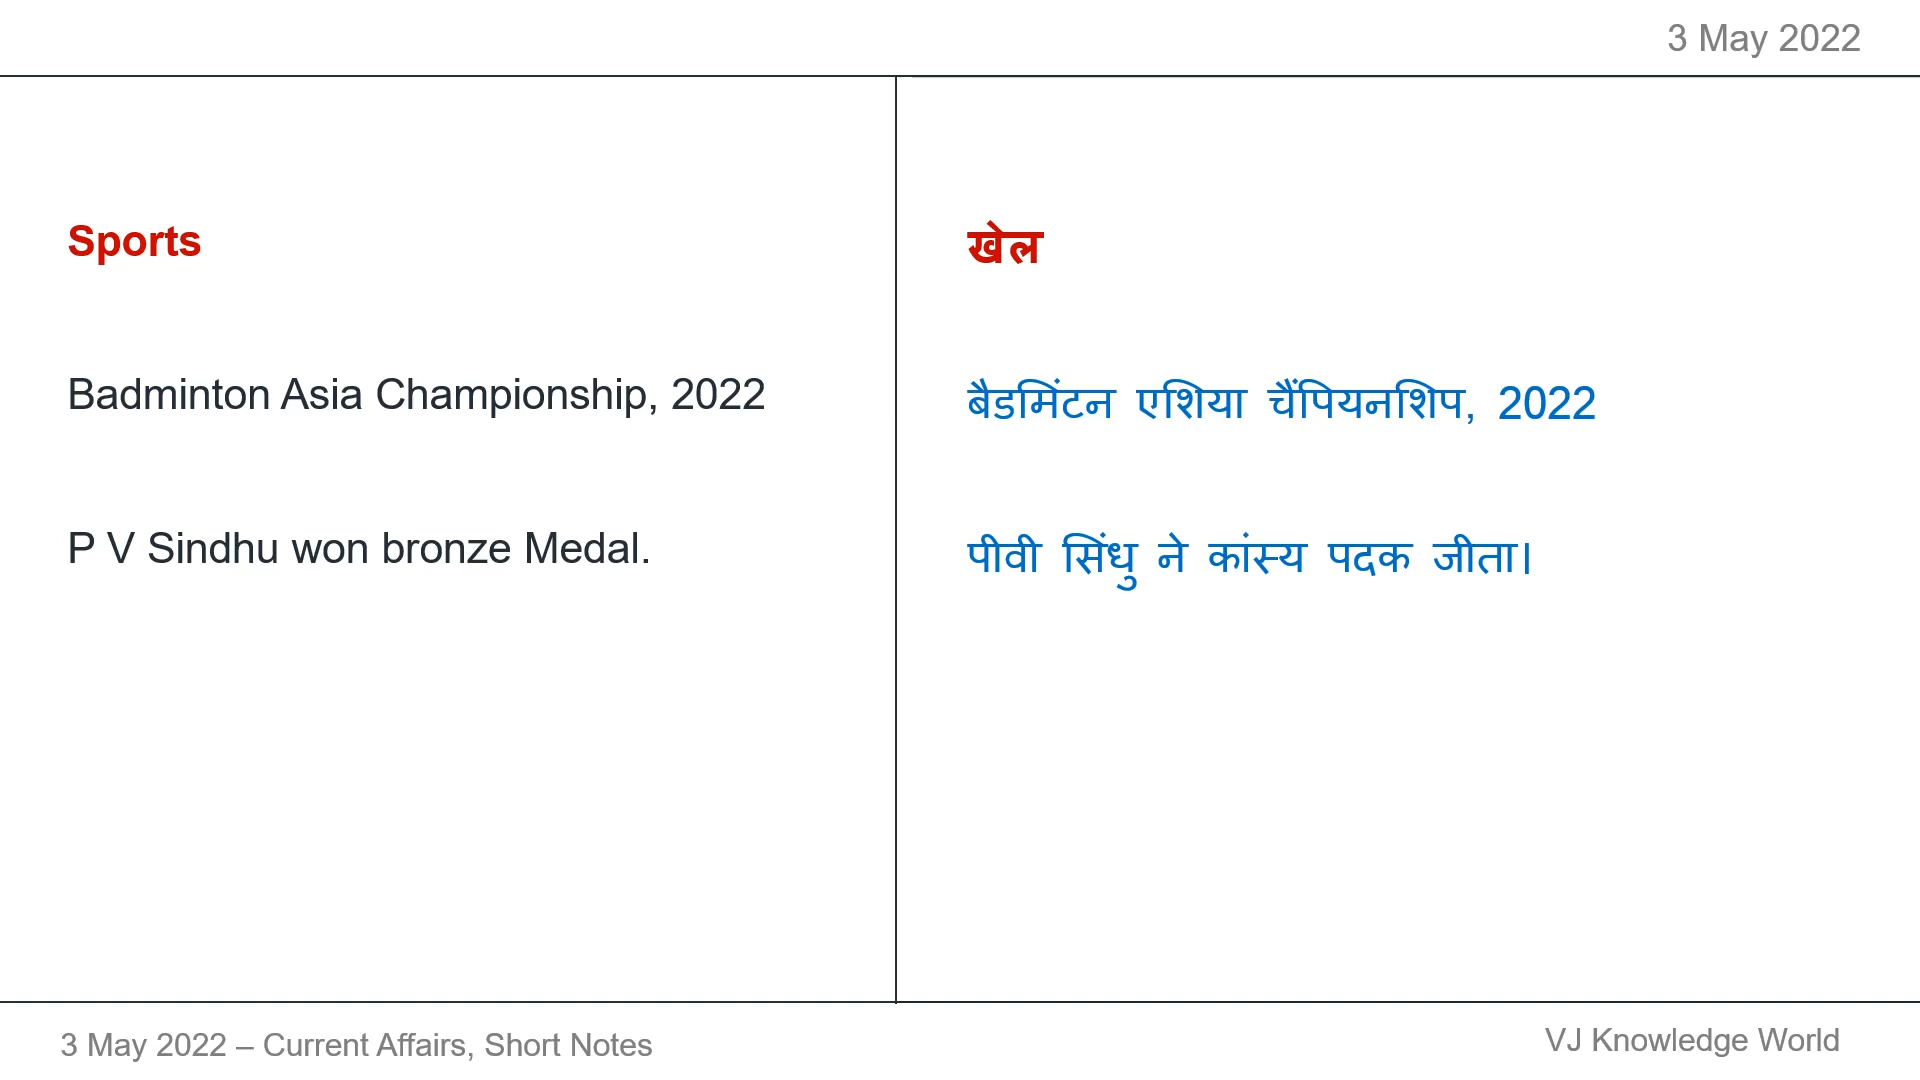 3 May 2022
Sports
Badminton Asia Championship, 2022
P V Sindhu won bronze Medal.
खेल
बैडमिंटन एशिया चैंपियनशिप, 2022
पीवी सिंधु ने कांस्य पदक जीता।
3 May 2022 – Current Affairs, Short Notes
VJ Knowledge World